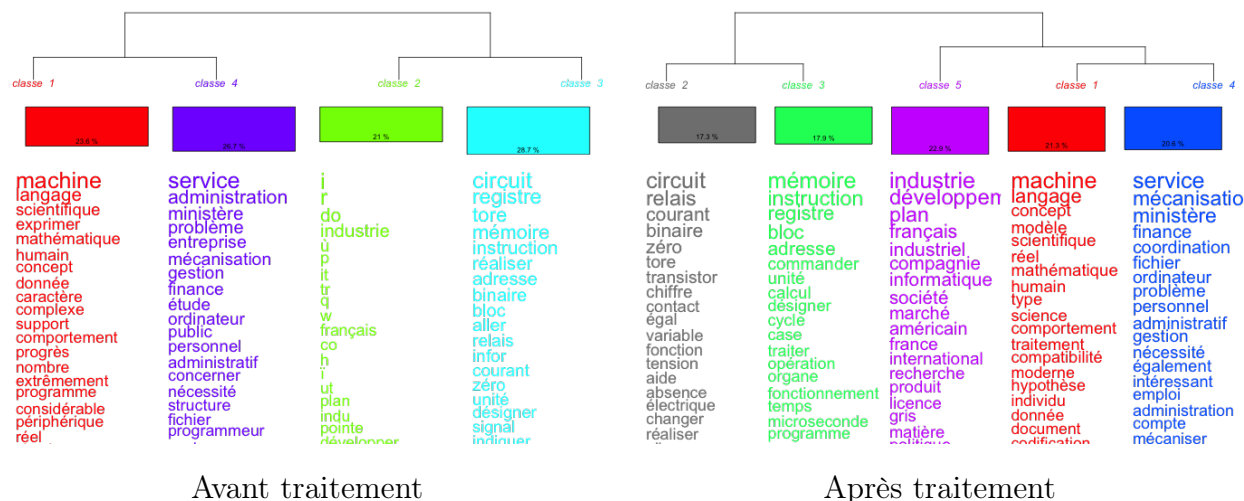 classe 1
classe 4
classe 2
classe 3
28.7 %
21 %
machine
langage
scientifique
exprimer
mathématique
humain
concept
donnée
caractère
complexe
support
comportement
progrès
nombre
extrêmement
programme
considérable
périphérique
réel
service
administration
ministère
problème
entreprise
mécanisation
gestion
finance
étude
ordinateur
public
personnel
administratif
concerner
nécessité
structure
fichier
programmeur
i
r
do
industrie
ù
p
it
tr
q
w
français
co
h
ï
ut
plan
indu
pointe
développer
circuit
registre
tore
mémoire
instruction
réaliser
adresse
binaire
bloc
aller
relais
infor
courant
zéro
unité
désigner
signal
indiquer
Avant traitement
classe 2
classe 3
classe 5
classe 1
classe 4
17.3 %
17.9 %
22.9 %
20.6 %
circuit
relais
courant
binaire
zéro
tore
transistor
chiffre
contact
égal
variable
fonction
tension
aide
absence
électrique
changer
réaliser
mémoire
instruction
registre
bloc
adresse
commander
unité
calcul
désigner
cycle
case
traiter
opération
organe
fonctionnement
temps
microseconde
programme
industrie
développen
plan
français
industriel
compagnie
informatique
société
marché
américain
france
international
recherche
produit
licence
gris
matière
politique
machine
langage
concept
modèle
scientifique
réel
mathématique
humain
type
science
comportement
traitement
compatibilité
moderne
hypothèse
individu
donnée
document
codification
service
mécanisatio
ministère
finance
coordination
fichier
ordinateur
problème
personnel
administratif
gestion
nécessité
également
intéressant
emploi
administration
compte
mécaniser
Après traitement